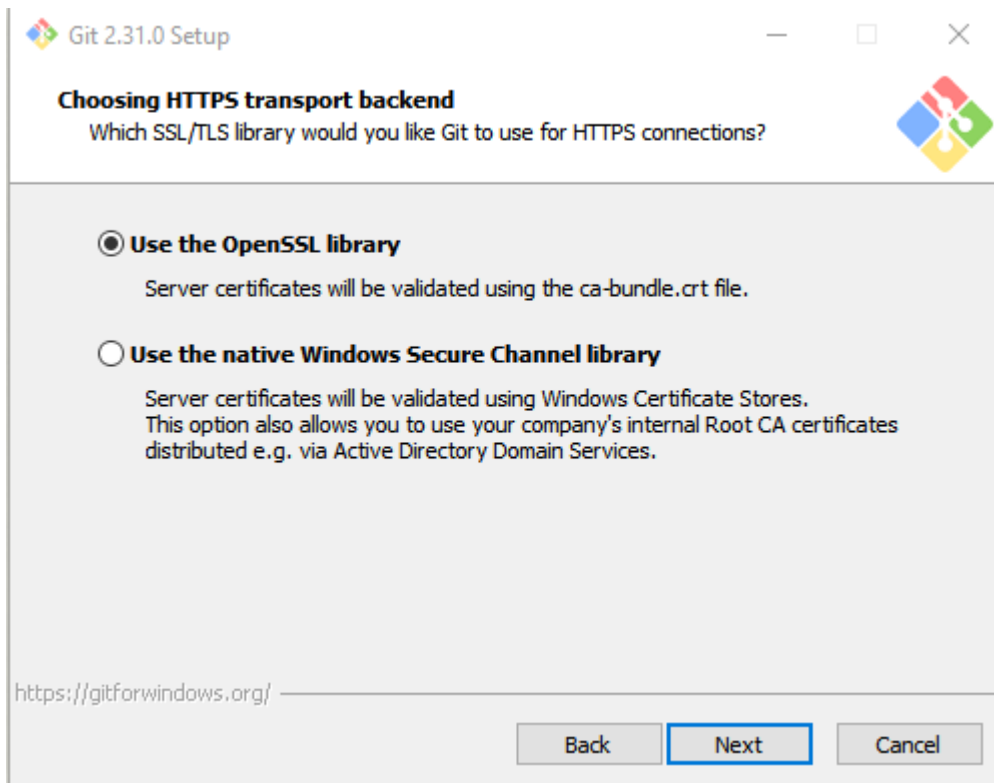 Git 2.31.0 Setup
Choosing HTTPS transport backend
Which SSL/TLS library would you like Git to use for HTTPS connections?
Use the OpenSSL library
Server certificates will be validated using the ca-bundle.crt file.
Use the native Windows Secure Channel library
Server certificates will be validated using Windows Certificate Stores.
This option also allows you to use your company's internal Root CA certificates
distributed e.g. via Active Directory Domain Services.
https://gitforwindows.org/
Back Next Cancel